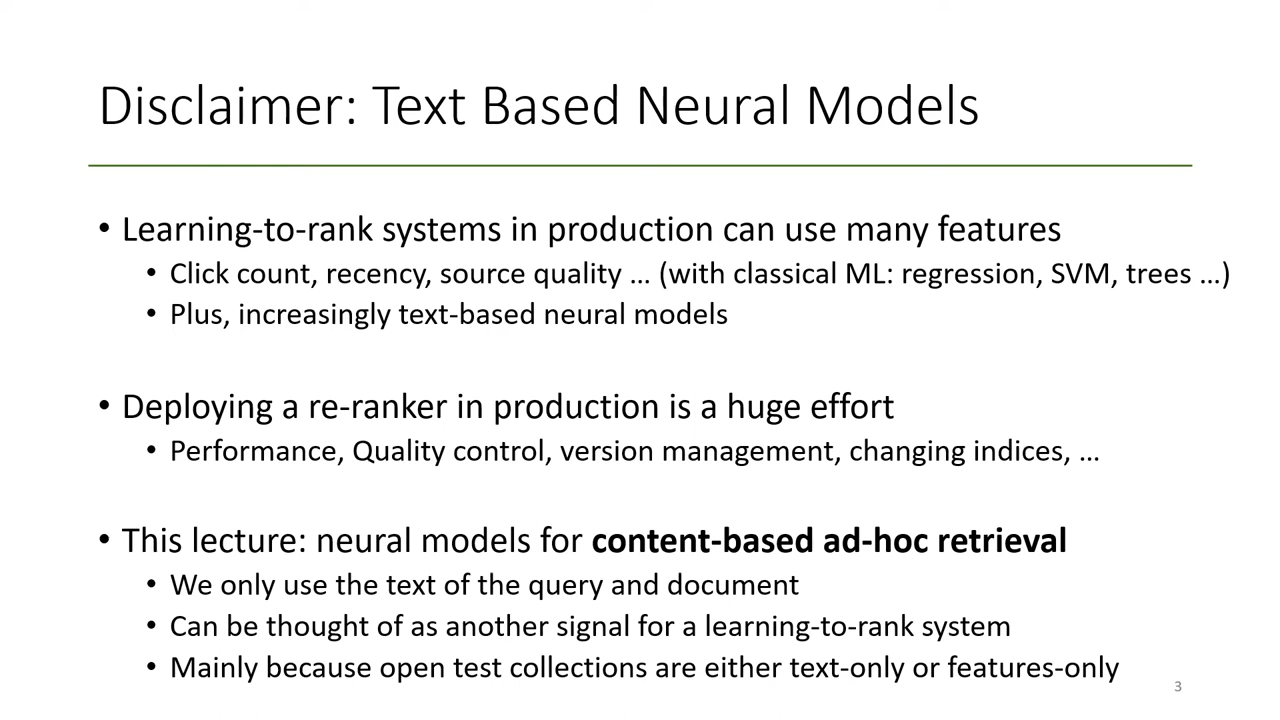 Disclaimer: Text Based Neural Models
• Learning-to-rank systems in production can use many features
• Click count, recency, source quality … (with classical ML: regression, SVM, trees …)
• Plus, increasingly text-based neural models
• Deploying a re-ranker in production is a huge effort
• Performance, Quality control, version management, changing indices, …
• This lecture: neural models for content-based ad-hoc retrieval
• We only use the text of the query and document
• Can be thought of as another signal for a learning-to-rank system
• Mainly because open test collections are either text-only or features-only
3